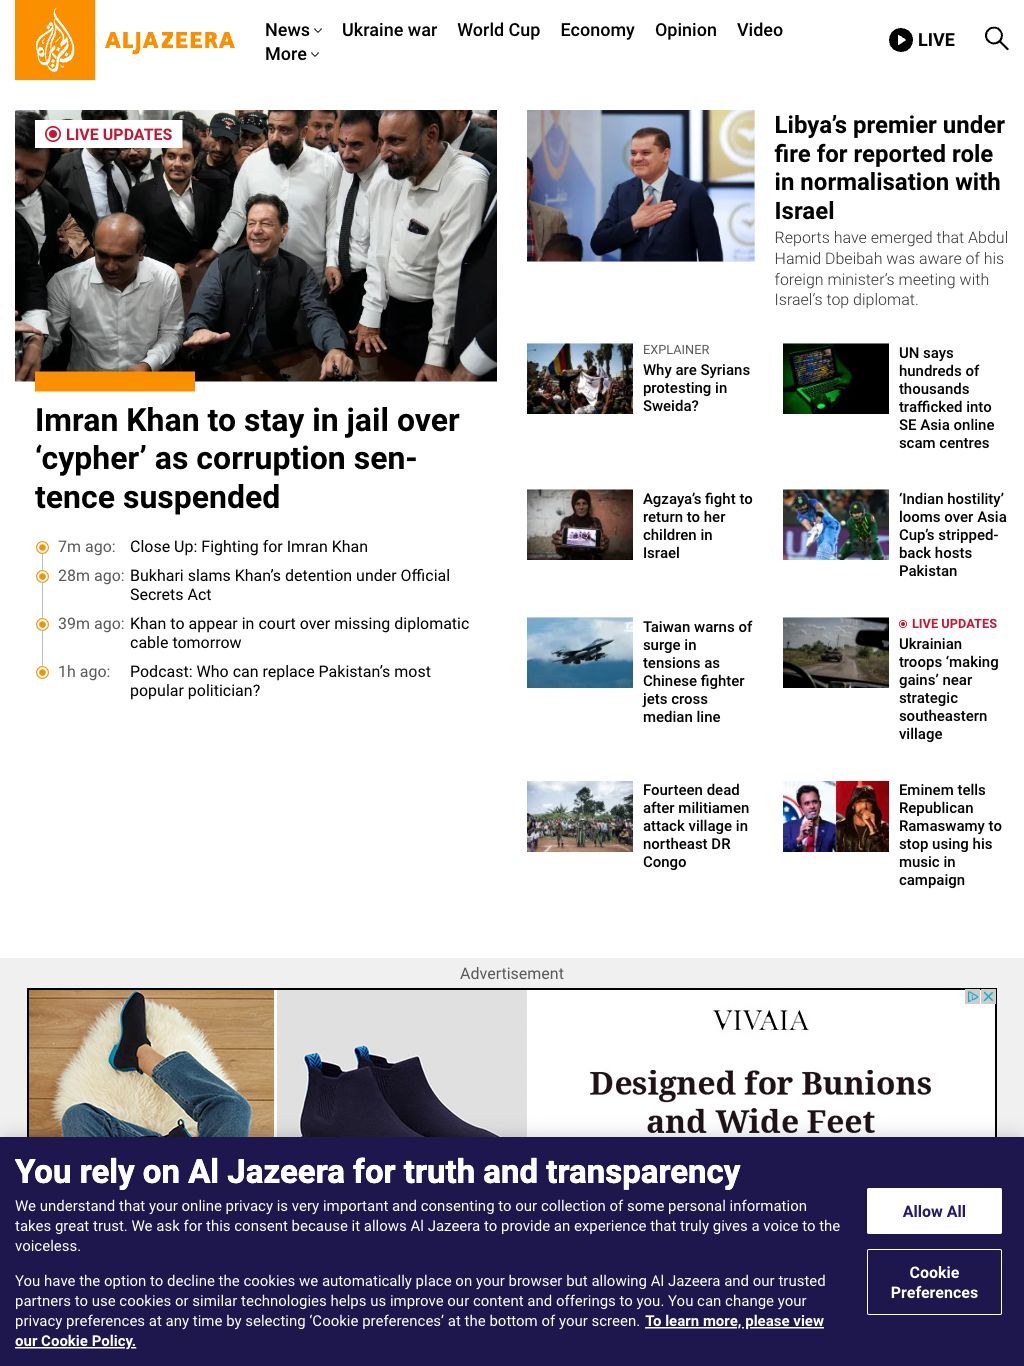 ALJAZEERA
News
Ukraine war
World Cup
Economy
Opinion
Video
More
LIVE
LIVE UPDATES
Imran Khan to stay in jail over
‘cypher’ as corruption sen-
tence suspended
7m ago: Close Up: Fighting for Imran Khan
28m ago: Bukhari slams Khan’s detention under Official
Secrets Act
39m ago: Khan to appear in court over missing diplomatic
cable tomorrow
1h ago: Podcast: Who can replace Pakistan’s most
popular politician?
Libya’s premier under
fire for reported role
in normalisation with
Israel
Reports have emerged that Abdul
Hamid Dbeibah was aware of his
foreign minister’s meeting with
Israel’s top diplomat.
EXPLAINER
Why are Syrians
protesting in
Sweida?
UN says
hundreds of
thousands
trafficked into
SE Asia online
scam centres
Agzaya’s fight to
return to her
children in
Israel
‘Indian hostility’
looms over Asia
Cup’s stripped-
back hosts
Pakistan
Taiwan warns of
surge in
tensions as
Chinese fighter
jets cross
median line
LIVE UPDATES
Ukrainian
troops ‘making
gains’ near
strategic
southeastern
village
Fourteen dead
after militiamen
attack village in
northeast DR
Congo
Eminem tells
Republican
Ramaswamy to
stop using his
music in
campaign
Advertisement
VIVAIA
Designed for Bunions
and Wide Feet
You rely on Al Jazeera for truth and transparency
We understand that your online privacy is very important and consenting to our collection of some personal information
takes great trust. We ask for this consent because it allows Al Jazeera to provide an experience that truly gives a voice to the
voiceless.
You have the option to decline the cookies we automatically place on your browser but allowing Al Jazeera and our trusted
partners to use cookies or similar technologies helps us improve our content and offerings to you. You can change your
privacy preferences at any time by selecting ‘Cookie preferences’ at the bottom of your screen. To learn more, please view
our Cookie Policy.
Allow All
Cookie
Preferences